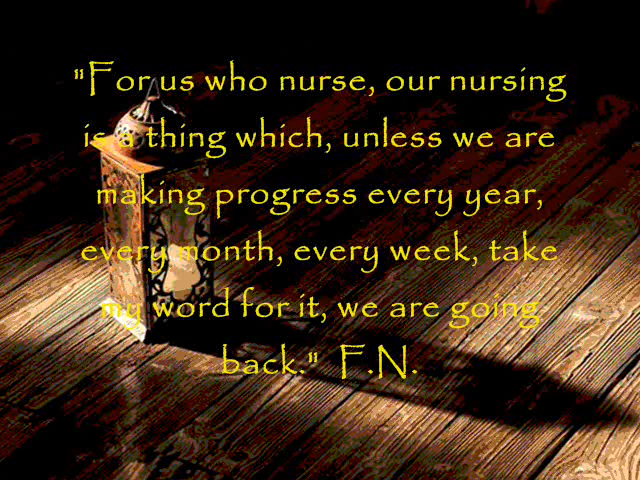 "For us who nurse, our nursing
is a thing which, unless we are
making progress every year,
every month, every week, take
my word for it, we are going
back."  F.N.